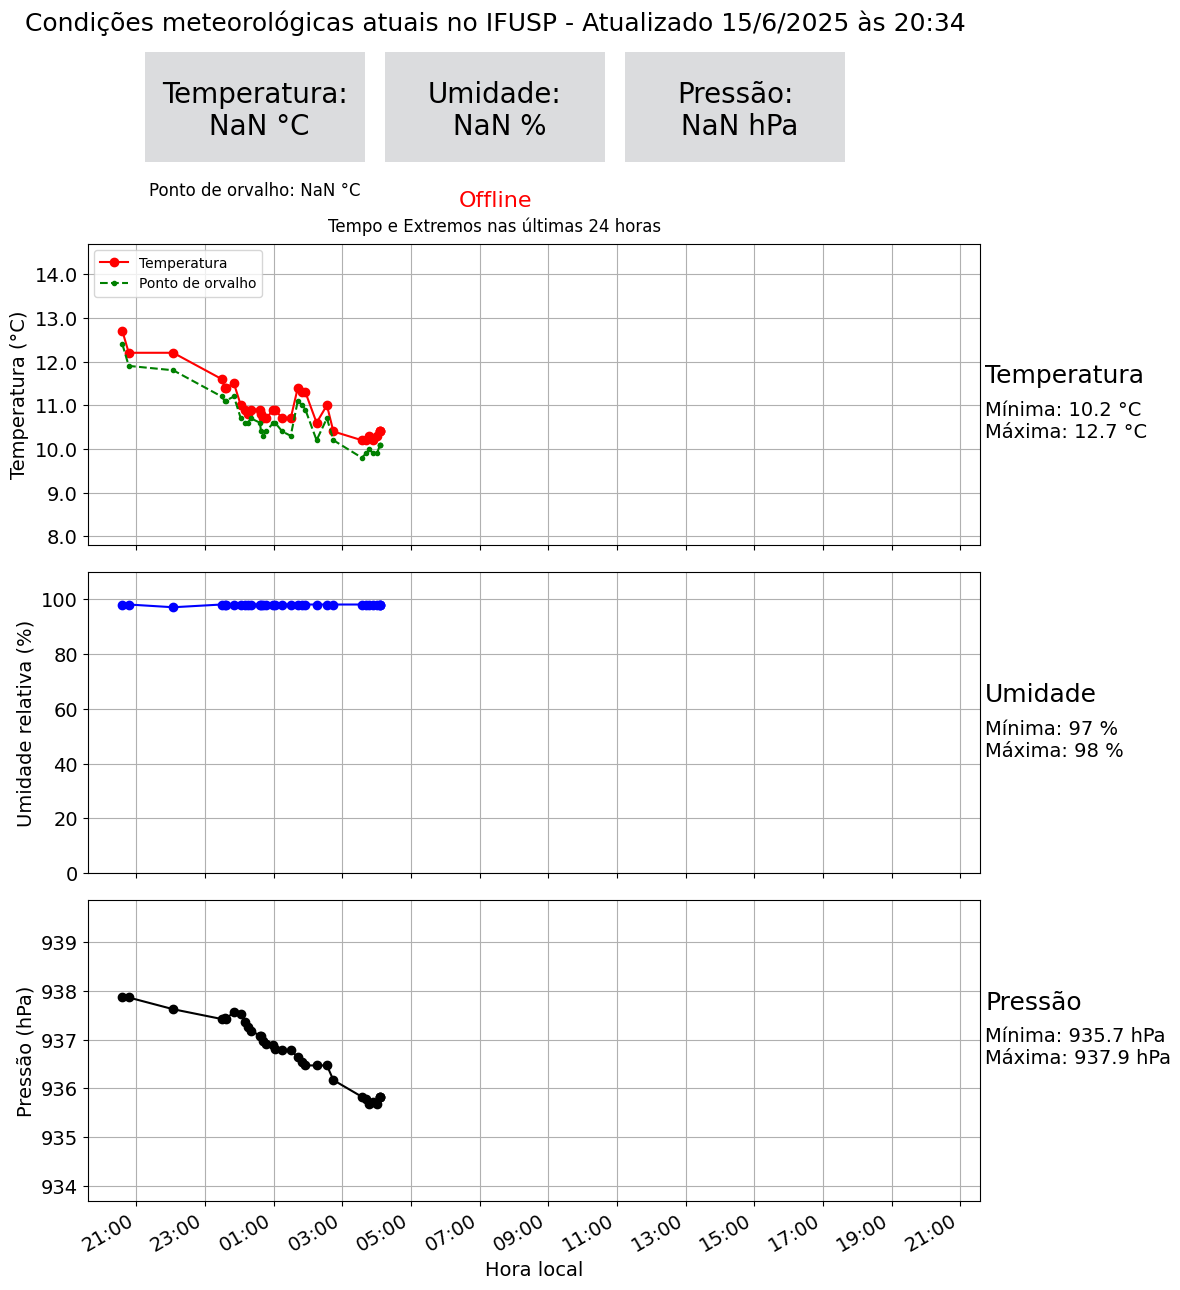 Condições meteorológicas atuais no IFUSP - Atualizado 15/6/2025 às 20:34
Temperatura:
NaN °C
Umidade:
NaN %
Pressão:
NaN hPa
Ponto de orvalho: NaN °C
Offline
Tempo e Extremos nas últimas 24 horas
Temperatura (°C)
14.0
13.0
12.0
11.0
10.0
9.0
8.0
Temperatura
Ponto de orvalho
Temperatura
Mínima: 10.2 °C
Máxima: 12.7 °C
Umidade relativa (%)
100
80
60
40
20
0
Umidade
Mínima: 97 %
Máxima: 98 %
Pressão (hPa)
939
938
937
936
935
934
Pressão
Mínima: 935.7 hPa
Máxima: 937.9 hPa
21:00
23:00
01:00
03:00
05:00
07:00
09:00
11:00
13:00
15:00
17:00
19:00
21:00
Hora local